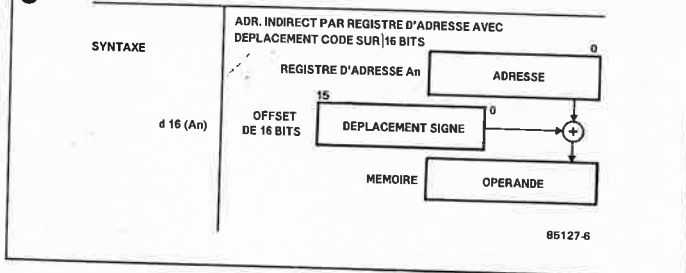 ADR. INDIRECT PAR REGISTRE D'ADRESSE AVEC
DEPLACEMENT CODE SUR 16 BITS
SYNTAXE
0
REGISTRE D'ADRESSE An
ADRESSE
15
0
d 16 (An)
OFFSET
DE 16 BITS
DEPLACEMENT SIGNE
+
MEMOIRE
OPERANDE
85127-6